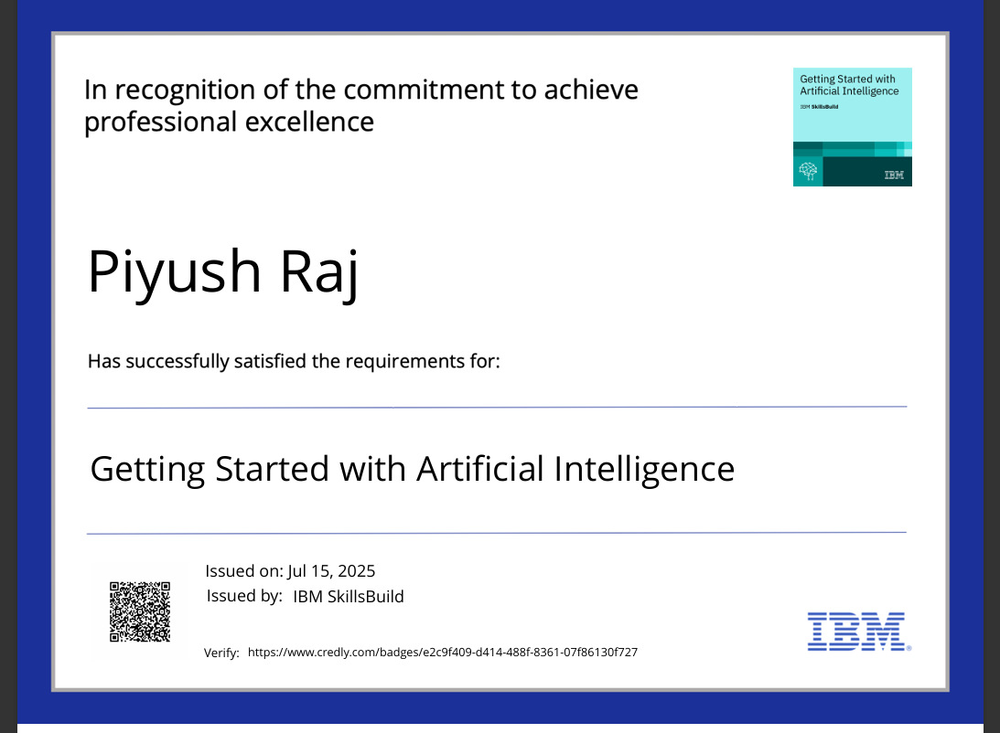 In recognition of the commitment to achieve
professional excellence
Getting Started with
Artificial Intelligence
IBM SkillsBuild
IBM
Piyush Raj
Has successfully satisfied the requirements for:
Getting Started with Artificial Intelligence
Issued on: Jul 15, 2025
Issued by: IBM SkillsBuild
Verify: https://www.credly.com/badges/e2c9f409-d414-488f-8361-07f86130f727
IBM®